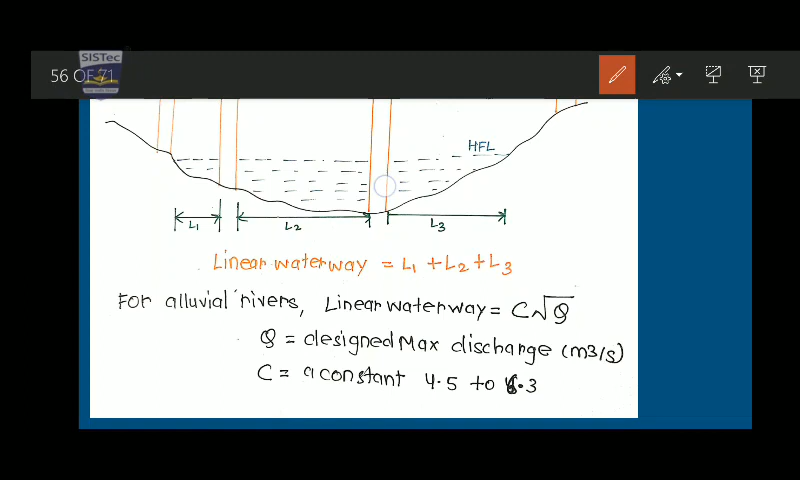 SISTec
56 OF 71
HFL
L1 L2 L3
Linear waterway = L1 + L2 + L3
For alluvial rivers, Linear waterway = C√Q
Q = designed Max discharge (m3/s)
C = a constant 4.5 to 6.3